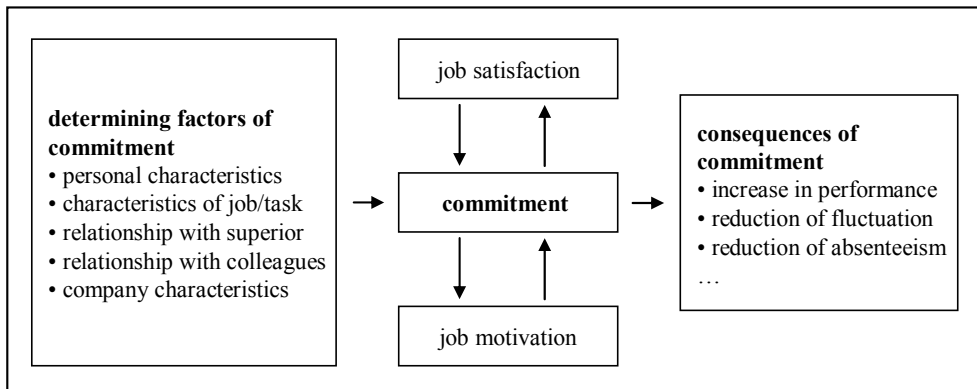 determining factors of
commitment
• personal characteristics
• characteristics of job/task
• relationship with superior
• relationship with colleagues
• company characteristics
job satisfaction
commitment
job motivation
consequences of
commitment
• increase in performance
• reduction of fluctuation
• reduction of absenteeism
…